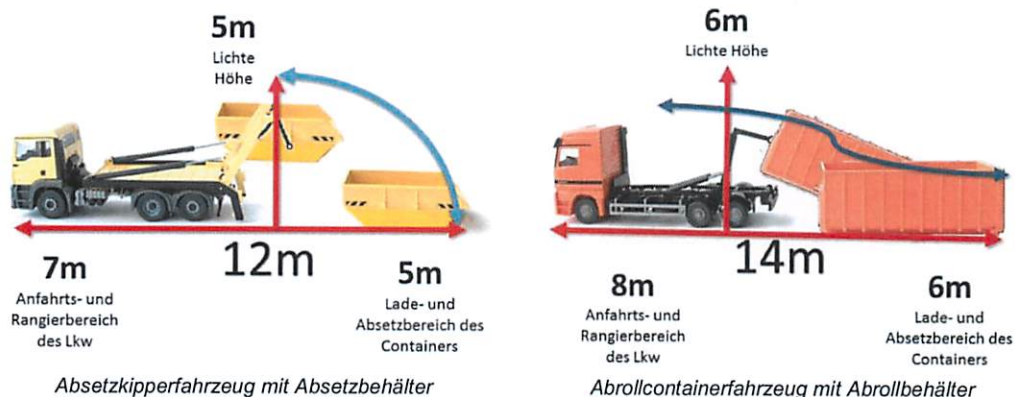 5m
Lichte
Höhe
12m
7m
Anfahrts- und
Rangierbereich
des Lkw
5m
Lade- und
Absetzbereich des
Containers
Absetzkipperfahrzeug mit Absetzbehälter
6m
Lichte Höhe
14m
8m
Anfahrts- und
Rangierbereich
des Lkw
6m
Lade- und
Absetzbereich des
Containers
Abrollcontainerfahrzeug mit Abrollbehälter